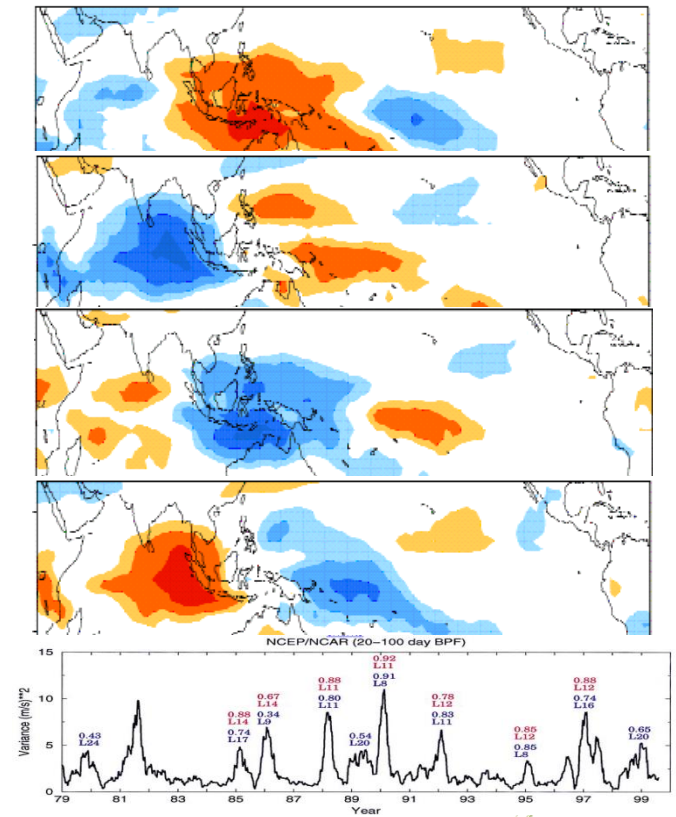 NCEP/NCAR (20-100 day BPF)
Variance (m/s)**2
15
10
5
0
0.43
L24
0.88
L14
0.74
L17
0.67
L14
0.34
L9
0.88
L11
0.80
L11
0.54
L20
0.92
L11
0.91
L8
0.78
L12
0.83
L11
0.85
L12
0.85
L8
0.88
L12
0.74
L16
0.65
L20
79 81 83 85 87 89 91 93 95 97 99
Year